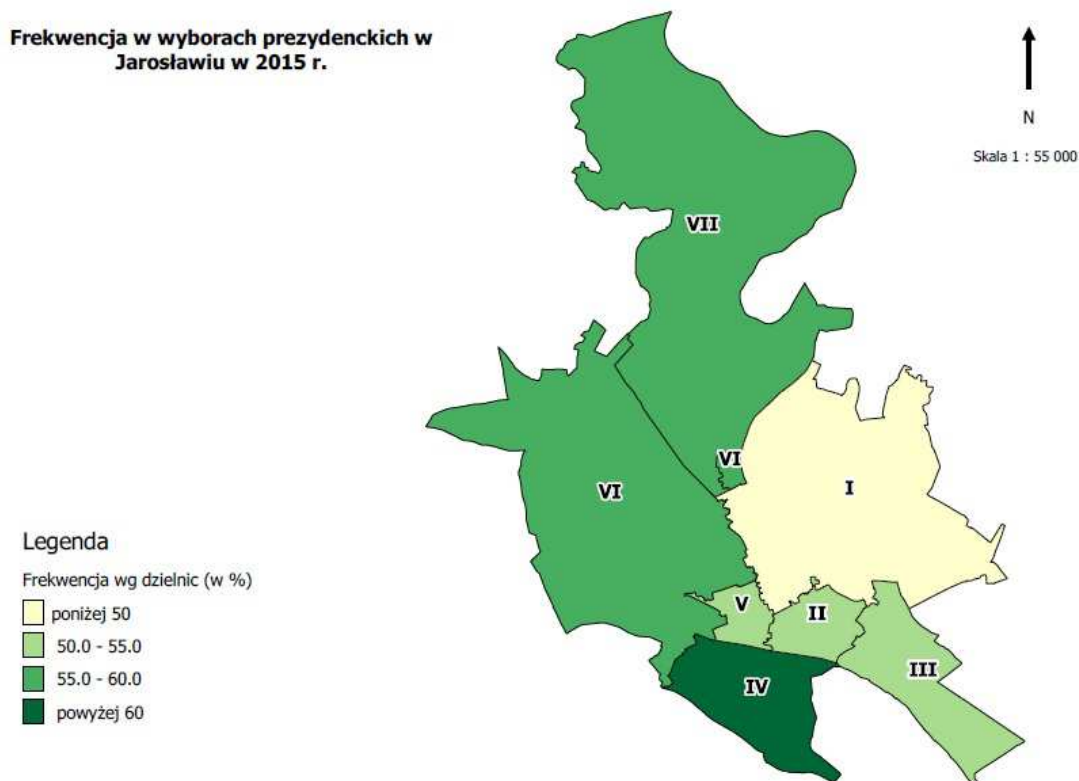 Frekwencja w wyborach prezydenckich w
Jarosławiu w 2015 r.
N
Skala 1 : 55 000
VII
VI
VI
I
V
II
III
IV
Legenda
Frekwencja wg dzielnic (w %)
poniżej 50
50.0 - 55.0
55.0 - 60.0
powyżej 60